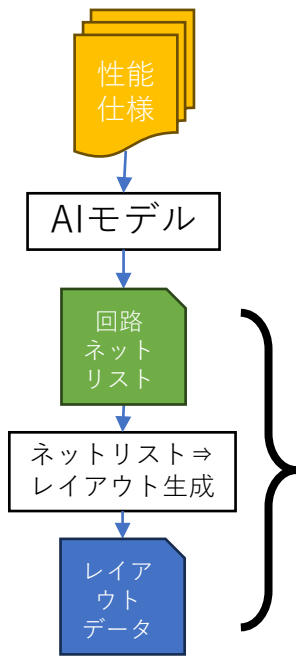 性能
仕様
AIモデル
回路
ネット
リスト
ネットリスト⇒
レイアウト生成
レイア
ウト
データ